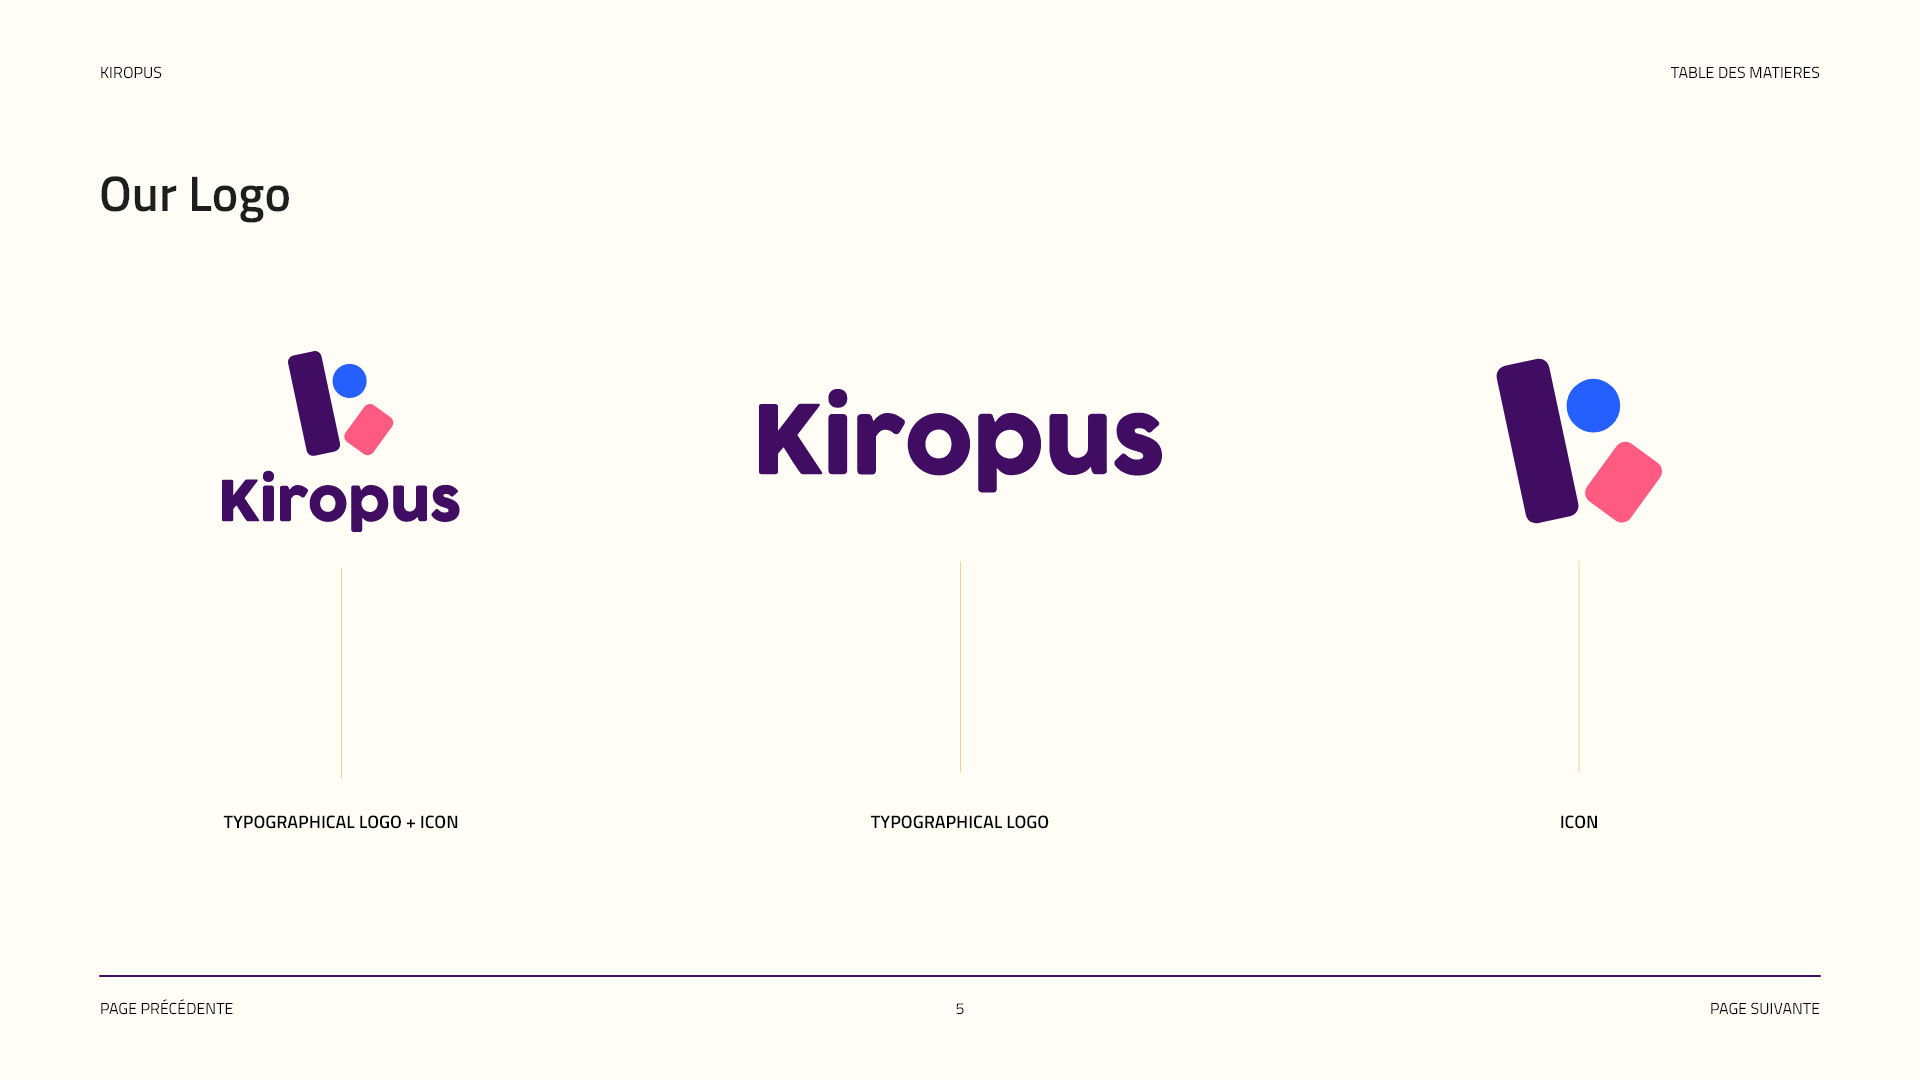 KIROPUS
TABLE DES MATIERES
Our Logo
Kiropus
Kiropus
TYPOGRAPHICAL LOGO + ICON
TYPOGRAPHICAL LOGO
ICON
PAGE PRÉCÉDENTE
5
PAGE SUIVANTE